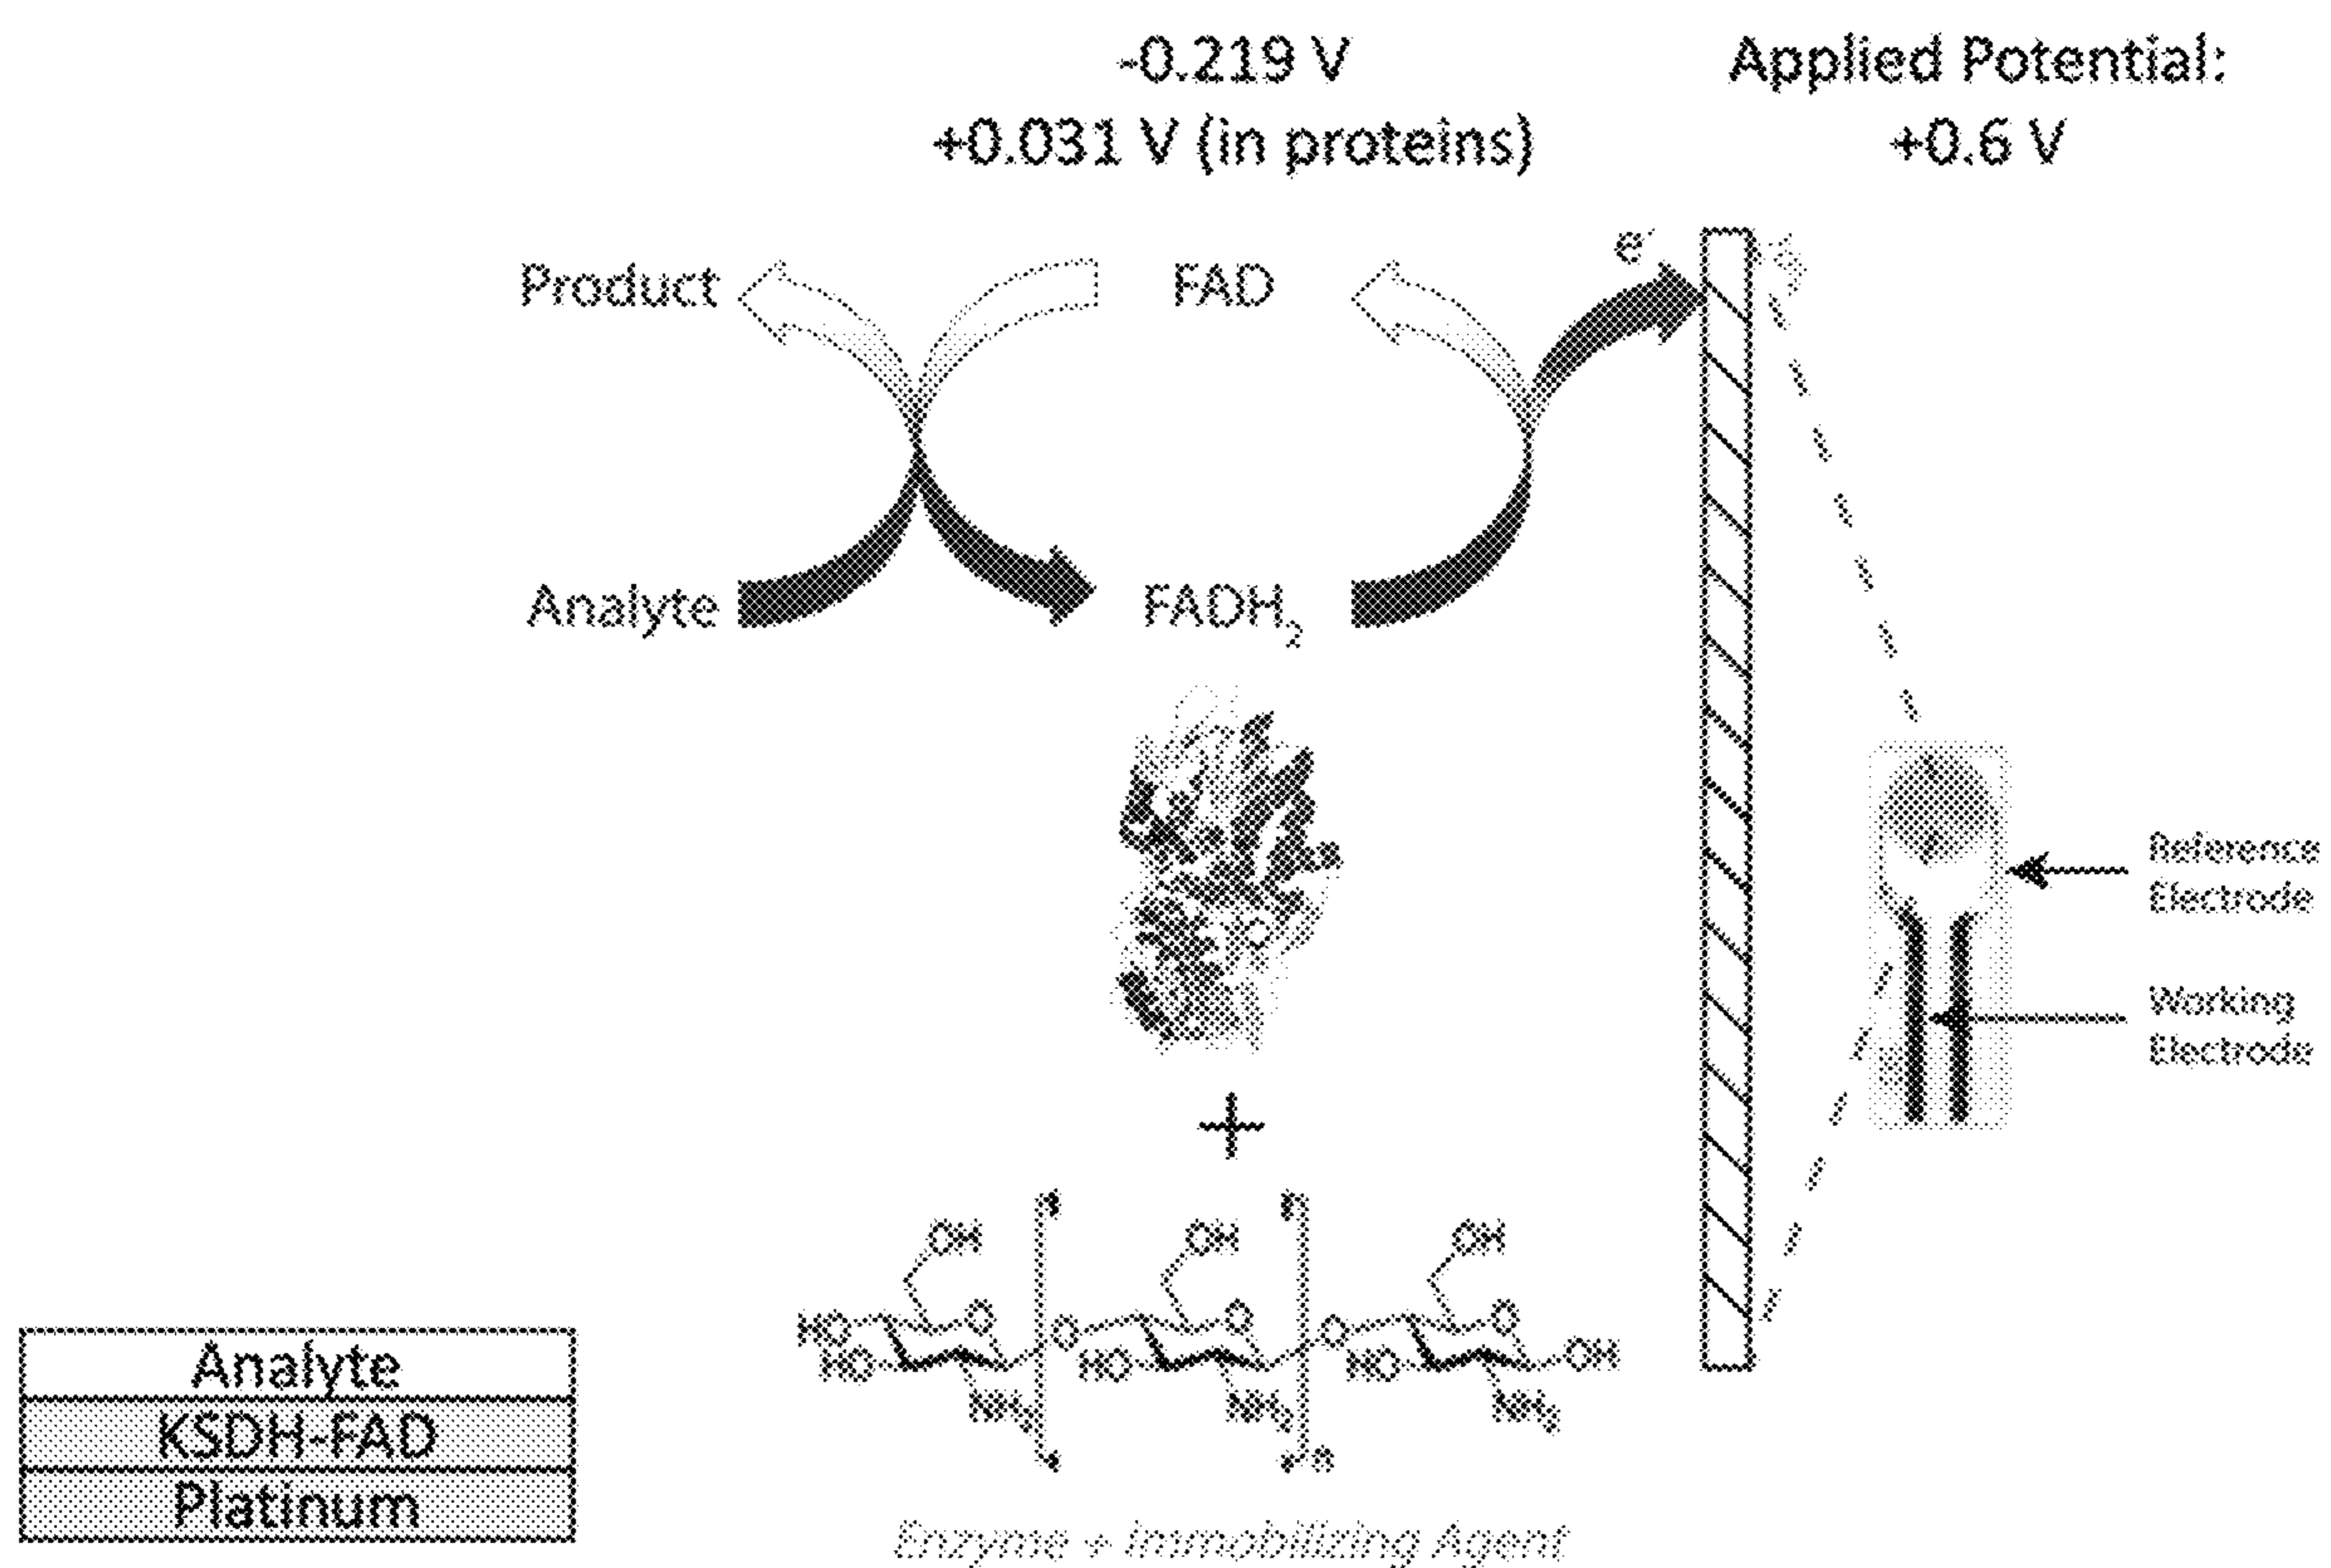 -0.219 V
+0.031 V (in proteins)
Applied Potential:
+0.6 V
Product
FAD
e⁻
Analyte
FADH₂
Reference
Electrode
Working
Electrode
+
OH
OH
OH
HO
O
O
O
O
O
HO
HO
HO
OH
NH₂
NH₂
NH₂
n
Analyte
KSDH-FAD
Platinum
Enzyme + Immobilizing Agent